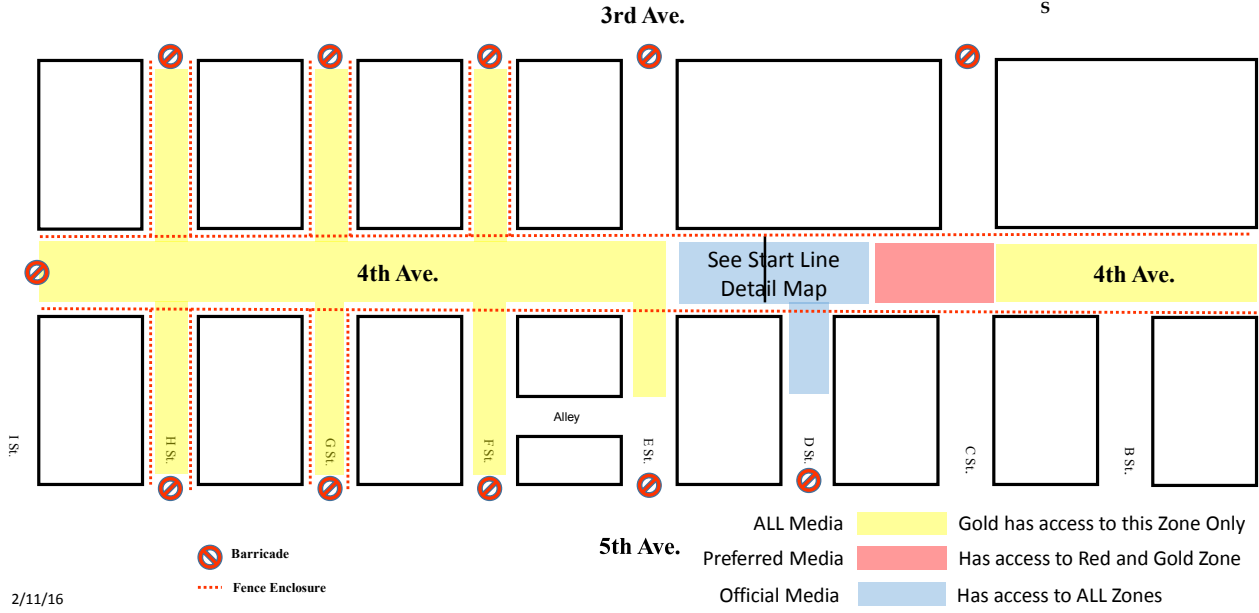 S
3rd Ave.
4th Ave.
See Start Line
Detail Map
4th Ave.
Alley
I St.
H St.
G St.
F St.
E St.
D St.
C St.
B St.
5th Ave.
Barricade
Fence Enclosure
2/11/16
ALL Media Gold has access to this Zone Only
Preferred Media Has access to Red and Gold Zone
Official Media Has access to ALL Zones